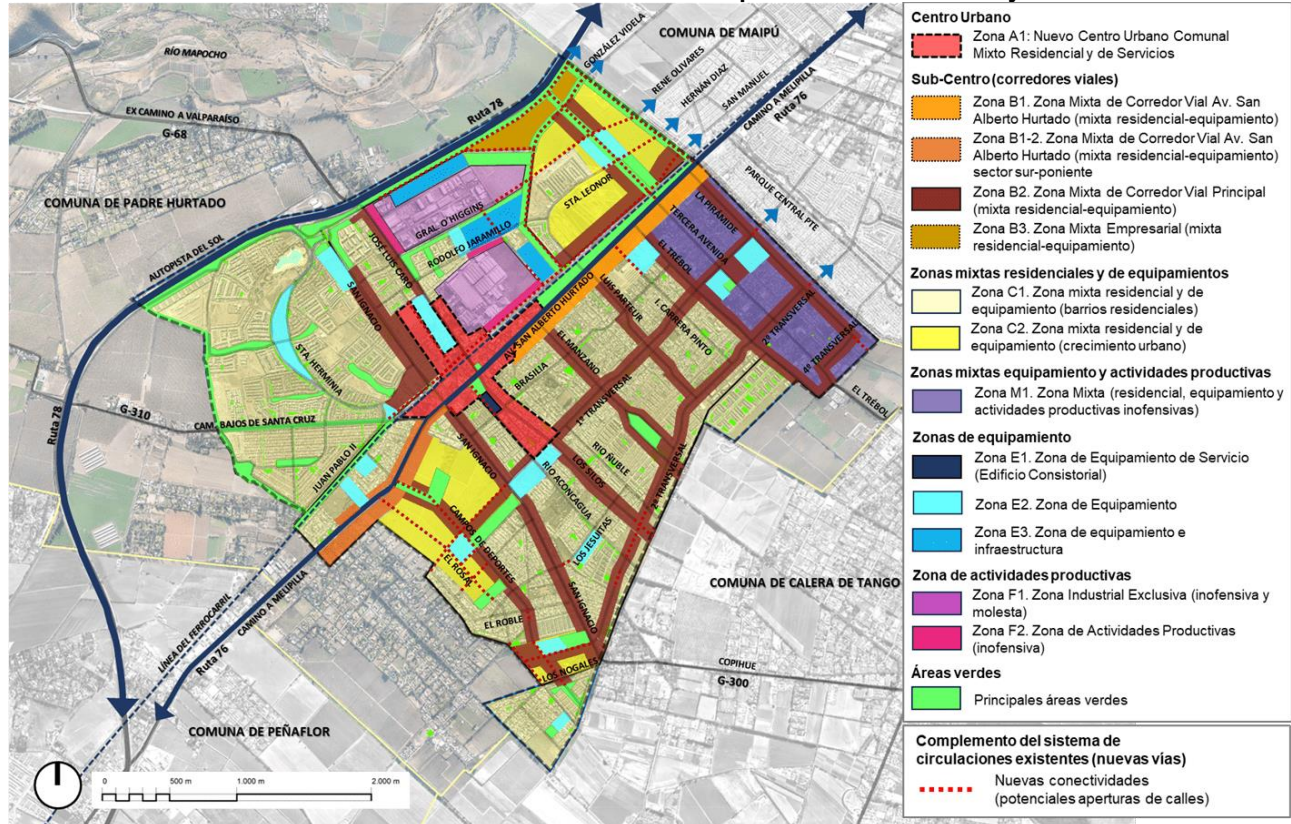 COMUNA DE MAIPÚ
GONZÁLEZ VIDELA
RENE OLIVARES
HERNÁN DÍAZ
SAN MANUEL
CAMINO A MELIPILLA
Ruta 76
RÍO MAPOCHO
EX CAMINO A VALPARAÍSO
G-68
Ruta 78
COMUNA DE PADRE HURTADO
AUTOPISTA DEL SOL
PARQUE CENTRAL PTE
STA. LEONOR
LA PIRÁMIDE
TERCERA AVENIDA
EL TRÉBOL
GRAL. O'HIGGINS
RODOLFO JARAMILLO
JOSÉ LUIS CARO
SAN IGNACIO
AV. SAN ALBERTO HURTADO
LUIS PASTEUR
I. CARRERA PINTO
2ª TRANSVERSAL
4ª TRANSVERSAL
EL TRÉBOL
STA. HERMINIA
EL MANZANO
BRASILIA
1ª TRANSVERSAL
G-310
CAM. BAJOS DE SANTA CRUZ
Ruta 78
JUAN PABLO II
SAN IGNACIO
RIO ÑUBLE
LOS SILOS
RÍO ACONCAGUA
2ª TRANSVERSAL
CAMPOS DE DEPORTES
LOS JESUITAS
EL ROSAL
SAN IGNACIO
EL ROBLE
LOS NOGALES
COMUNA DE CALERA DE TANGO
COPIHUE
G-300
LÍNEA DEL FERROCARRIL
CAMINO A MELIPILLA
Ruta 76
COMUNA DE PEÑAFLOR
0 500 m 1.000 m 2.000 m
Centro Urbano
Zona A1: Nuevo Centro Urbano Comunal
Mixto Residencial y de Servicios
Sub-Centro (corredores viales)
Zona B1. Zona Mixta de Corredor Vial Av. San
Alberto Hurtado (mixta residencial-equipamiento)
Zona B1-2. Zona Mixta de Corredor Vial Av. San
Alberto Hurtado (mixta residencial-equipamiento)
sector sur-poniente
Zona B2. Zona Mixta de Corredor Vial Principal
(mixta residencial-equipamiento)
Zona B3. Zona Mixta Empresarial (mixta
residencial-equipamiento)
Zonas mixtas residenciales y de equipamientos
Zona C1. Zona mixta residencial y de
equipamiento (barrios residenciales)
Zona C2. Zona mixta residencial y de
equipamiento (crecimiento urbano)
Zonas mixtas equipamiento y actividades productivas
Zona M1. Zona Mixta (residencial, equipamiento y
actividades productivas inofensivas)
Zonas de equipamiento
Zona E1. Zona de Equipamiento de Servicio
(Edificio Consistorial)
Zona E2. Zona de Equipamiento
Zona E3. Zona de equipamiento e
infraestructura
Zona de actividades productivas
Zona F1. Zona Industrial Exclusiva (inofensiva y
molesta)
Zona F2. Zona de Actividades Productivas
(inofensiva)
Áreas verdes
Principales áreas verdes
Complemento del sistema de
circulaciones existentes (nuevas vías)
Nuevas conectividades
(potenciales aperturas de calles)